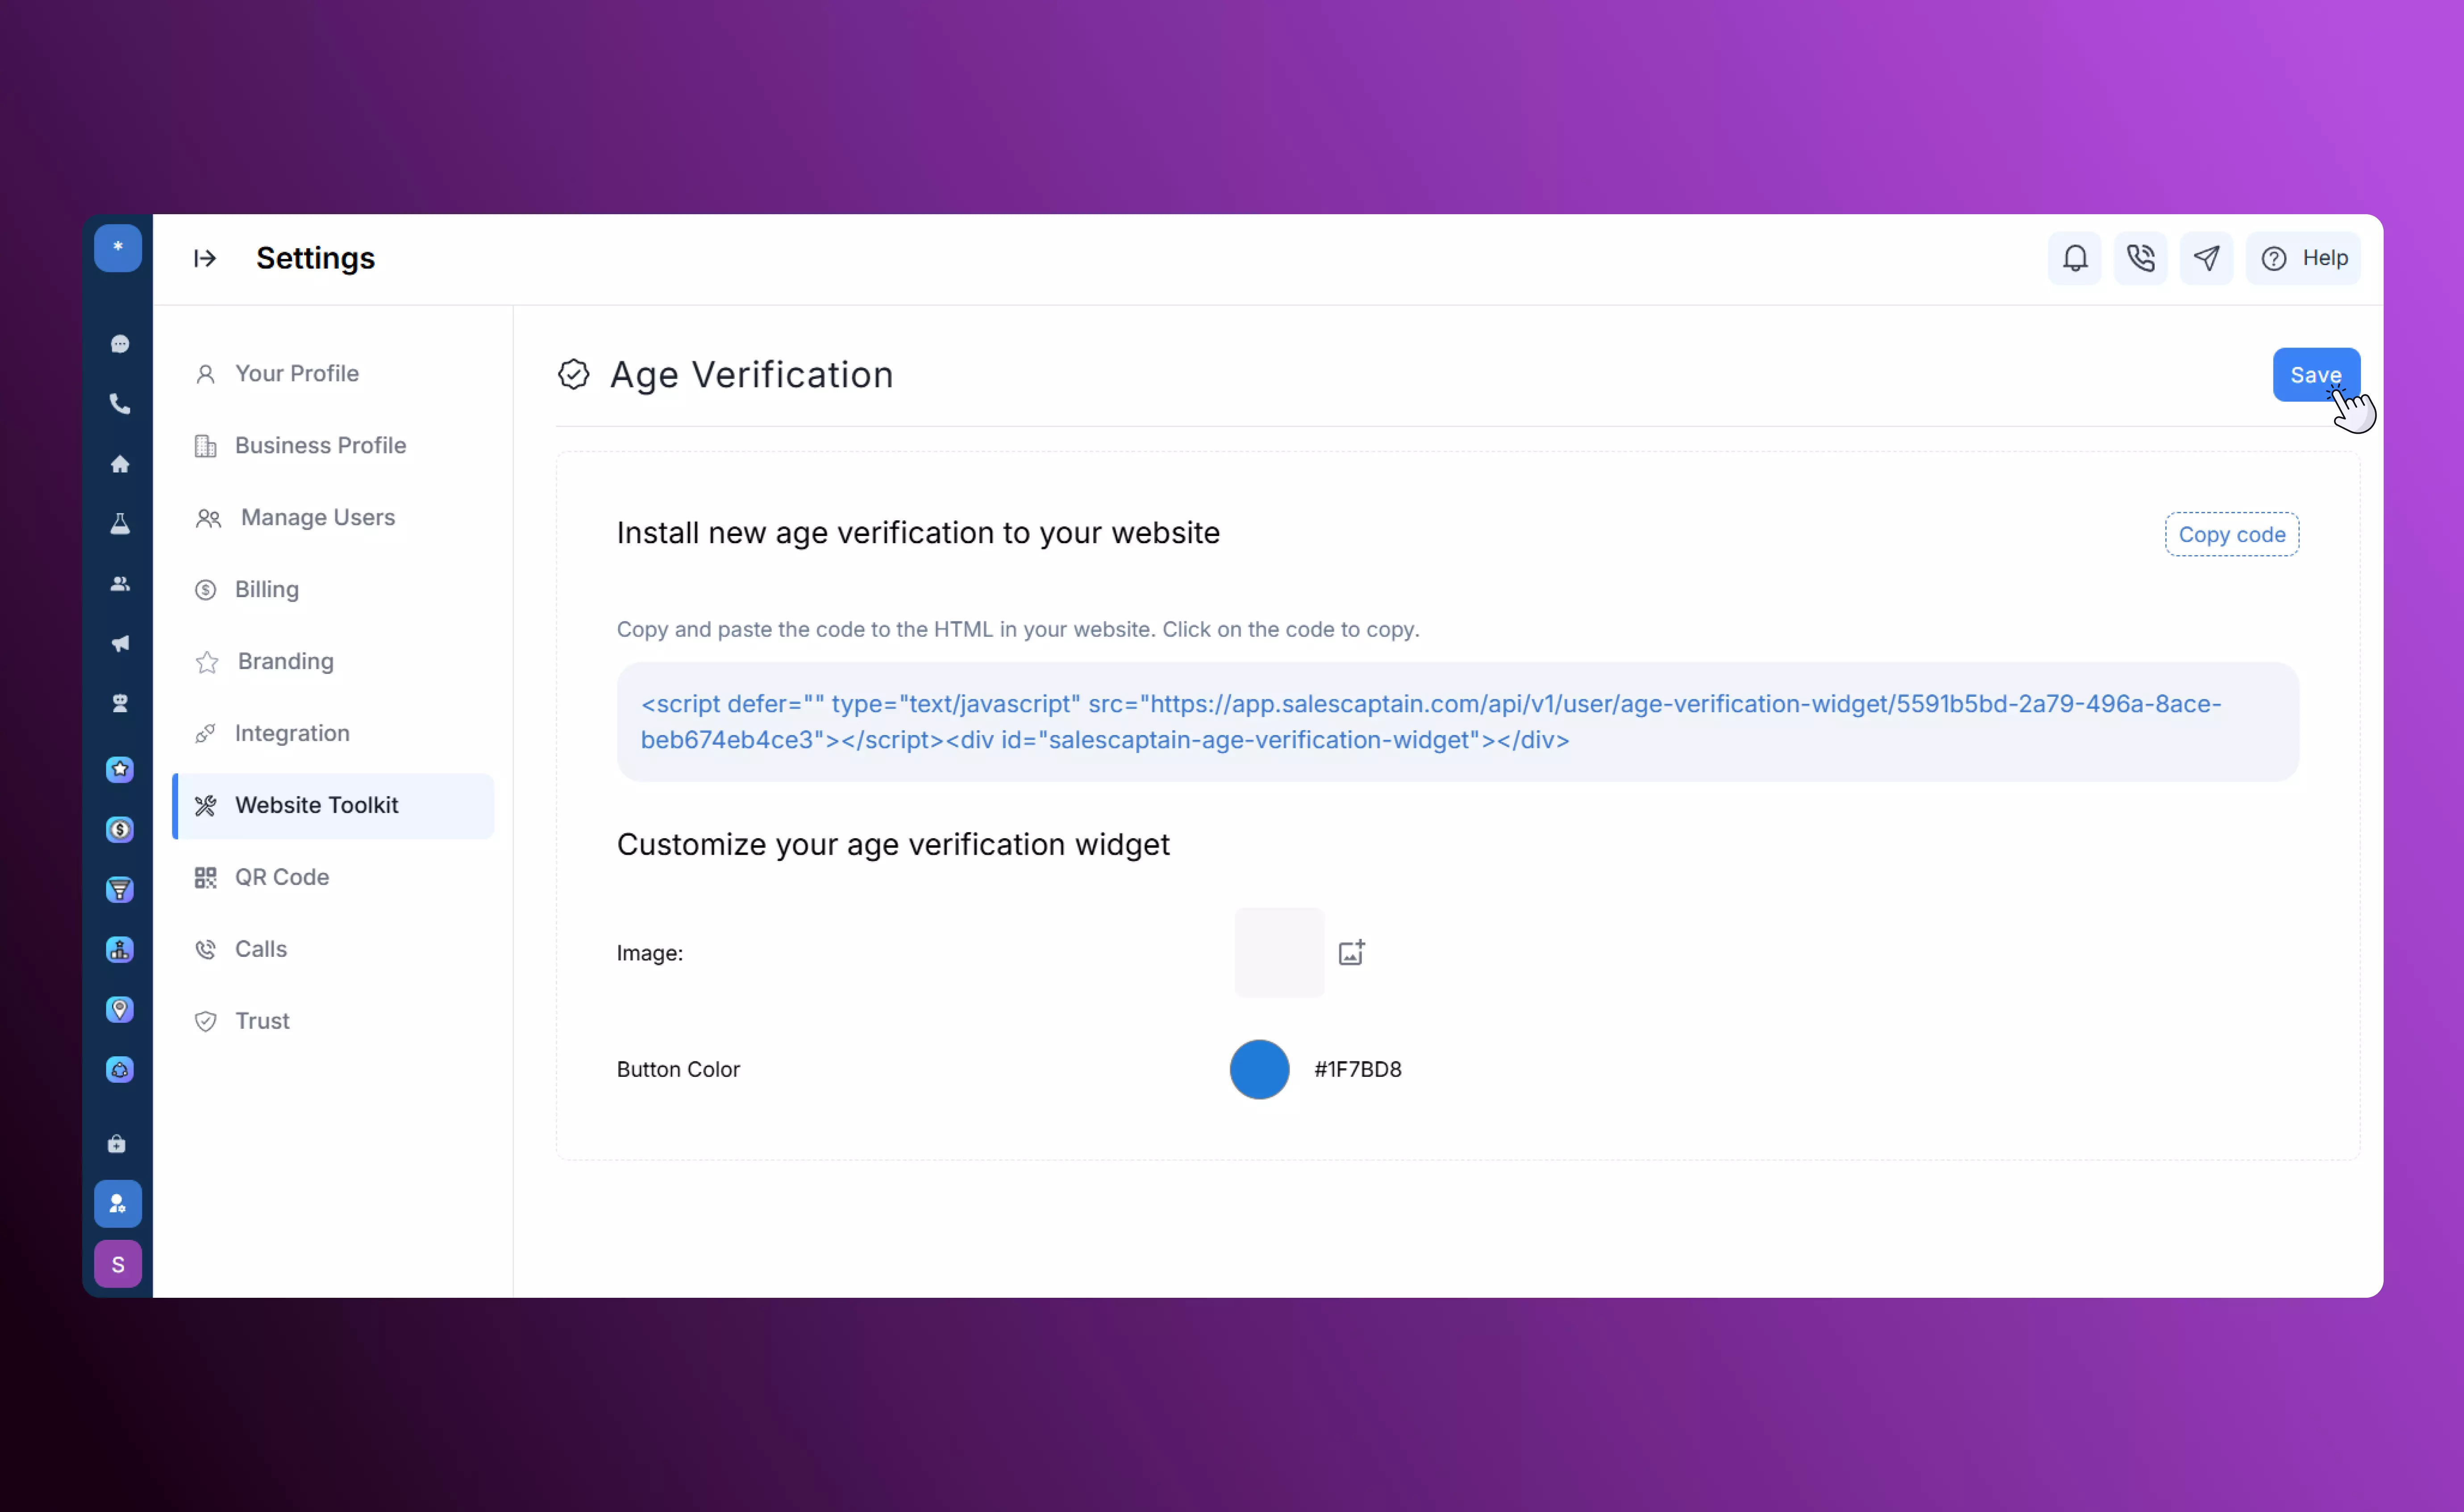 *
Settings
Help
Your Profile
Business Profile
Manage Users
Billing
Branding
Integration
Website Toolkit
QR Code
Calls
Trust
S
Age Verification
Save
Install new age verification to your website
Copy code
Copy and paste the code to the HTML in your website. Click on the code to copy.
<script defer="" type="text/javascript" src="https://app.salescaptain.com/api/v1/user/age-verification-widget/5591b5bd-2a79-496a-8ace-
beb674eb4ce3"></script><div id="salescaptain-age-verification-widget"></div>
Customize your age verification widget
Image:
Button Color
#1F7BD8